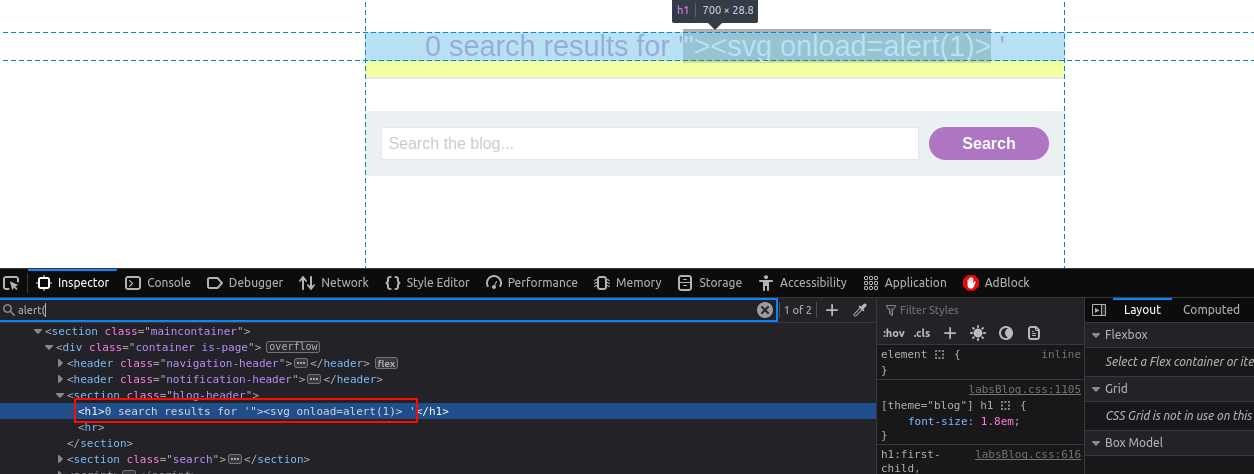 h1 700 × 28.8
0 search results for '"><svg onload=alert(1)> '
Search the blog... Search
Inspector Console Debugger Network Style Editor Performance Memory Storage Accessibility Application AdBlock
alert( 1 of 2 + Filter Styles Layout Computed
<section class="maincontainer">
<div class="container is-page"> overflow
<header class="navigation-header"> ••• </header> flex
<header class="notification-header"> ••• </header>
<section class="blog-header">
<h1>0 search results for '"><svg onload=alert(1)> '</h1>
<hr>
</section>
<section class="search"> ••• </section>
<script> ••• </script>
:hov .cls +
element { inline
}
labsBlog.css:1105
[theme="blog"] h1 {
font-size: 1.8em;
}
labsBlog.css:616
h1:first-
child,
Flexbox
Select a Flex container or ite
Grid
CSS Grid is not in use on this
Box Model